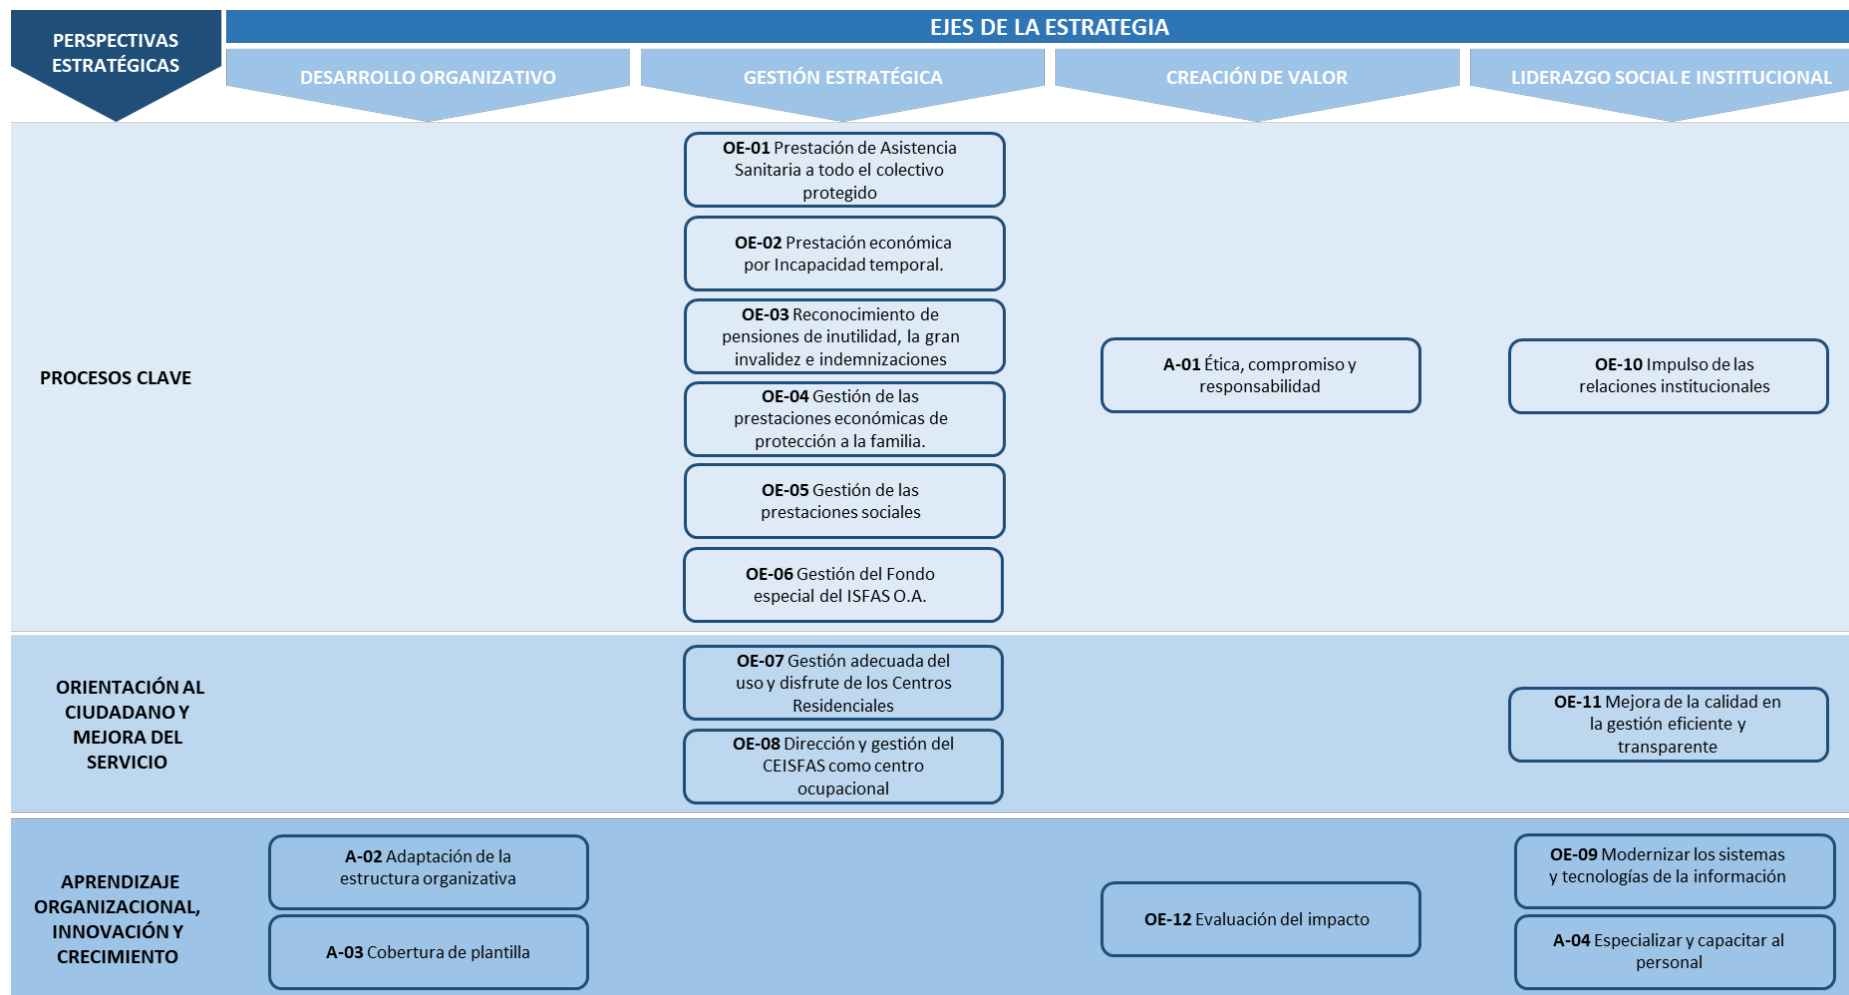 PERSPECTIVAS
ESTRATÉGICAS
EJES DE LA ESTRATEGIA
DESARROLLO ORGANIZATIVO
GESTIÓN ESTRATÉGICA
CREACIÓN DE VALOR
LIDERAZGO SOCIAL E INSTITUCIONAL
PROCESOS CLAVE
OE-01 Prestación de Asistencia
Sanitaria a todo el colectivo
protegido
OE-02 Prestación económica
por Incapacidad temporal.
OE-03 Reconocimiento de
pensiones de inutilidad, la gran
invalidez e indemnizaciones
OE-04 Gestión de las
prestaciones económicas de
protección a la familia.
OE-05 Gestión de las
prestaciones sociales
OE-06 Gestión del Fondo
especial del ISFAS O.A.
A-01 Ética, compromiso y
responsabilidad
OE-10 Impulso de las
relaciones institucionales
ORIENTACIÓN AL
CIUDADANO Y
MEJORA DEL
SERVICIO
OE-07 Gestión adecuada del
uso y disfrute de los Centros
Residenciales
OE-08 Dirección y gestión del
CEISFAS como centro
ocupacional
OE-11 Mejora de la calidad en
la gestión eficiente y
transparente
APRENDIZAJE
ORGANIZACIONAL,
INNOVACIÓN Y
CRECIMIENTO
A-02 Adaptación de la
estructura organizativa
A-03 Cobertura de plantilla
OE-12 Evaluación del impacto
OE-09 Modernizar los sistemas
y tecnologías de la información
A-04 Especializar y capacitar al
personal